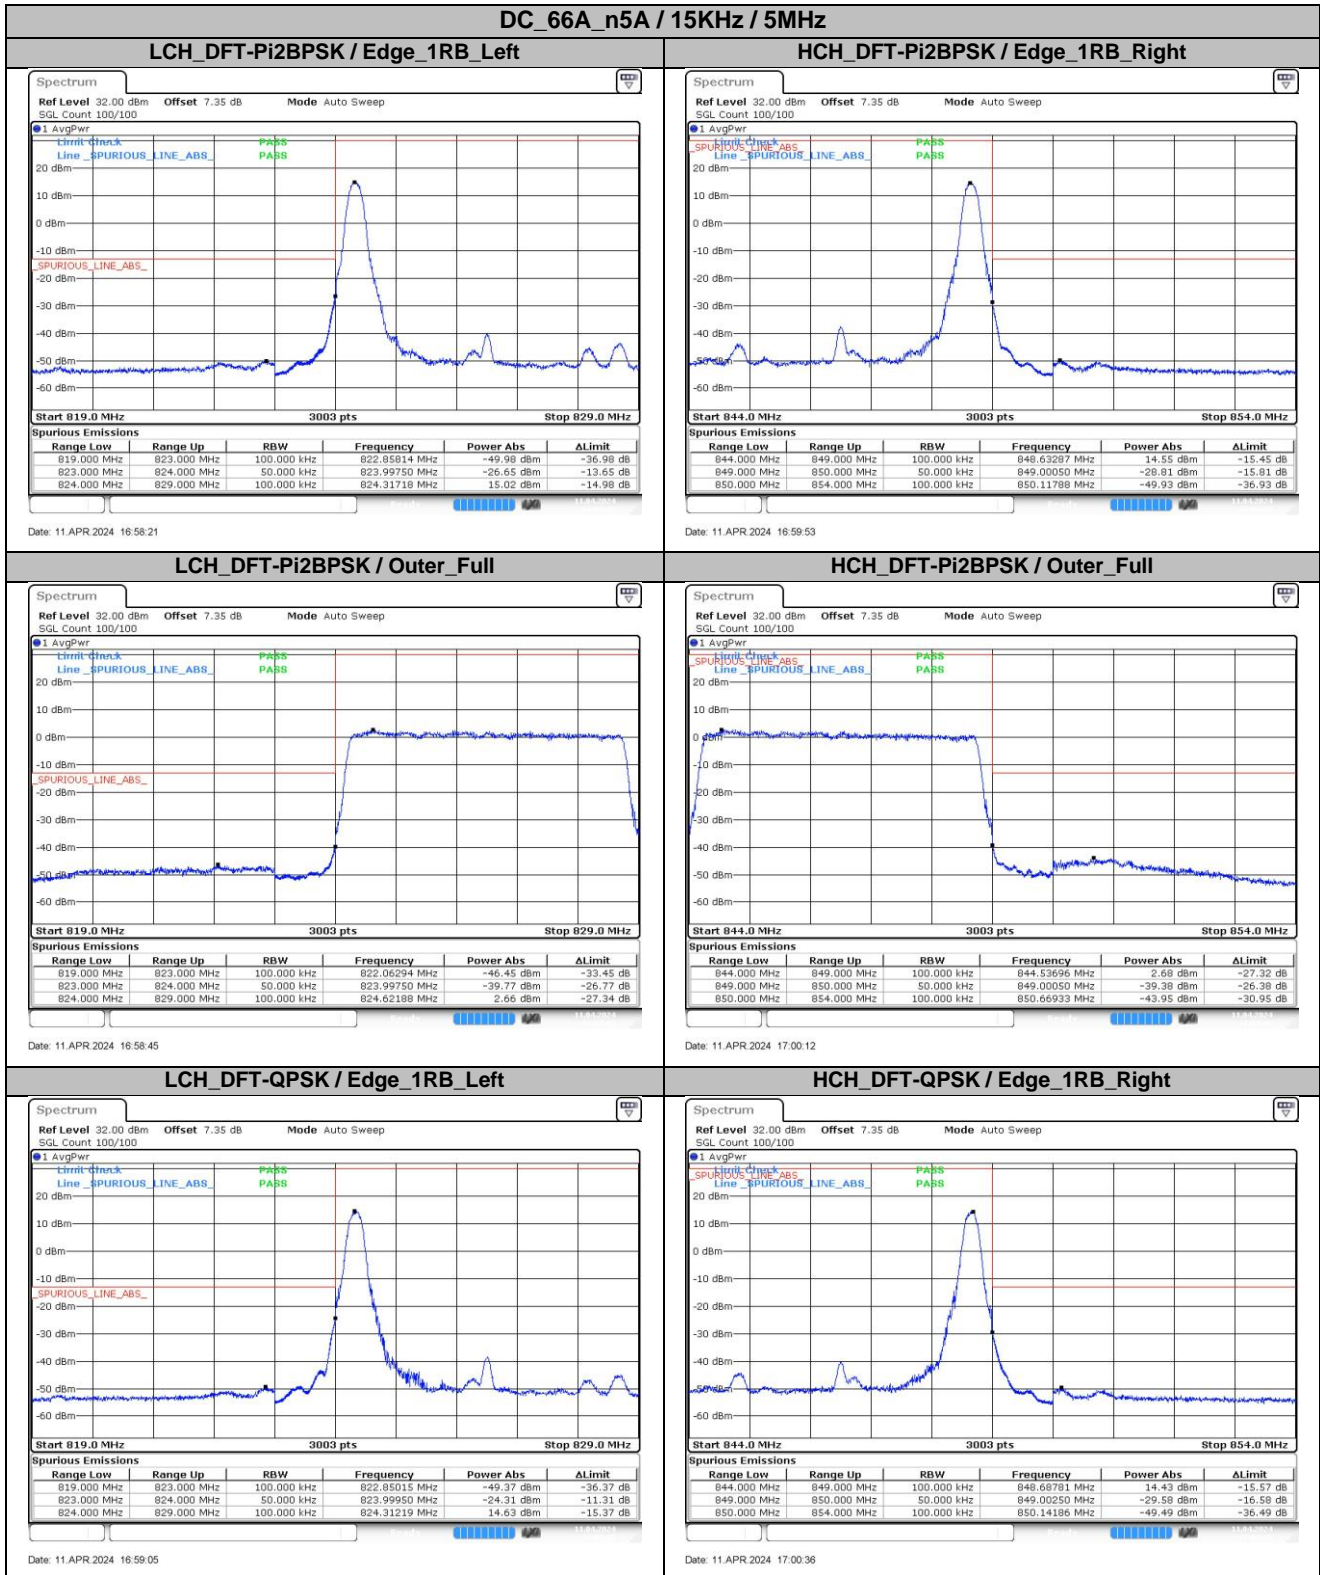 DC_66A_n5A / 15KHz / 5MHz
LCH_DFT-Pi2BPSK / Edge_1RB_Left
Spectrum
Ref Level 32.00 dBm Offset 7.35 dB Mode Auto Sweep
SGL Count 100/100
1 AvgPwr
Limit Check PASS
Line _SPURIOUS_LINE_ABS_ PASS
20 dBm
10 dBm
0 dBm
-10 dBm
_SPURIOUS_LINE_ABS_
-20 dBm
-30 dBm
-40 dBm
-50 dBm
-60 dBm
Start 819.0 MHz 3003 pts Stop 829.0 MHz
Spurious Emissions
Range Low Range Up RBW Frequency Power Abs ΔLimit
819.000 MHz 823.000 MHz 100.000 kHz 822.85814 MHz -49.98 dBm -36.98 dB
823.000 MHz 824.000 MHz 50.000 kHz 823.99750 MHz -26.65 dBm -13.65 dB
824.000 MHz 829.000 MHz 100.000 kHz 824.31718 MHz 15.02 dBm -14.98 dB
Date: 11.APR.2024 16:58:21
HCH_DFT-Pi2BPSK / Edge_1RB_Right
Spectrum
Ref Level 32.00 dBm Offset 7.35 dB Mode Auto Sweep
SGL Count 100/100
1 AvgPwr
Limit Check PASS
_SPURIOUS_LINE_ABS_
Line _SPURIOUS_LINE_ABS_ PASS
20 dBm
10 dBm
0 dBm
-10 dBm
-20 dBm
-30 dBm
-40 dBm
-50 dBm
-60 dBm
Start 844.0 MHz 3003 pts Stop 854.0 MHz
Spurious Emissions
Range Low Range Up RBW Frequency Power Abs ΔLimit
844.000 MHz 849.000 MHz 100.000 kHz 848.63287 MHz 14.55 dBm -15.45 dB
849.000 MHz 850.000 MHz 50.000 kHz 849.00050 MHz -28.81 dBm -15.81 dB
850.000 MHz 854.000 MHz 100.000 kHz 850.11788 MHz -49.93 dBm -36.93 dB
Date: 11.APR.2024 16:59:53
LCH_DFT-Pi2BPSK / Outer_Full
Spectrum
Ref Level 32.00 dBm Offset 7.35 dB Mode Auto Sweep
SGL Count 100/100
1 AvgPwr
Limit Check PASS
Line _SPURIOUS_LINE_ABS_ PASS
20 dBm
10 dBm
0 dBm
-10 dBm
_SPURIOUS_LINE_ABS_
-20 dBm
-30 dBm
-40 dBm
-50 dBm
-60 dBm
Start 819.0 MHz 3003 pts Stop 829.0 MHz
Spurious Emissions
Range Low Range Up RBW Frequency Power Abs ΔLimit
819.000 MHz 823.000 MHz 100.000 kHz 822.06294 MHz -46.45 dBm -33.45 dB
823.000 MHz 824.000 MHz 50.000 kHz 823.99750 MHz -39.77 dBm -26.77 dB
824.000 MHz 829.000 MHz 100.000 kHz 824.62188 MHz 2.66 dBm -27.34 dB
Date: 11.APR.2024 16:58:45
HCH_DFT-Pi2BPSK / Outer_Full
Spectrum
Ref Level 32.00 dBm Offset 7.35 dB Mode Auto Sweep
SGL Count 100/100
1 AvgPwr
Limit Check PASS
_SPURIOUS_LINE_ABS_
Line _SPURIOUS_LINE_ABS_ PASS
20 dBm
10 dBm
0 dBm
-10 dBm
-20 dBm
-30 dBm
-40 dBm
-50 dBm
-60 dBm
Start 844.0 MHz 3003 pts Stop 854.0 MHz
Spurious Emissions
Range Low Range Up RBW Frequency Power Abs ΔLimit
844.000 MHz 849.000 MHz 100.000 kHz 844.53696 MHz 2.68 dBm -27.32 dB
849.000 MHz 850.000 MHz 50.000 kHz 849.00050 MHz -39.38 dBm -26.38 dB
850.000 MHz 854.000 MHz 100.000 kHz 850.66933 MHz -43.95 dBm -30.95 dB
Date: 11.APR.2024 17:00:12
LCH_DFT-QPSK / Edge_1RB_Left
Spectrum
Ref Level 32.00 dBm Offset 7.35 dB Mode Auto Sweep
SGL Count 100/100
1 AvgPwr
Limit Check PASS
Line _SPURIOUS_LINE_ABS_ PASS
20 dBm
10 dBm
0 dBm
-10 dBm
_SPURIOUS_LINE_ABS_
-20 dBm
-30 dBm
-40 dBm
-50 dBm
-60 dBm
Start 819.0 MHz 3003 pts Stop 829.0 MHz
Spurious Emissions
Range Low Range Up RBW Frequency Power Abs ΔLimit
819.000 MHz 823.000 MHz 100.000 kHz 822.85015 MHz -49.37 dBm -36.37 dB
823.000 MHz 824.000 MHz 50.000 kHz 823.99950 MHz -24.31 dBm -11.31 dB
824.000 MHz 829.000 MHz 100.000 kHz 824.31219 MHz 14.63 dBm -15.37 dB
Date: 11.APR.2024 16:59:05
HCH_DFT-QPSK / Edge_1RB_Right
Spectrum
Ref Level 32.00 dBm Offset 7.35 dB Mode Auto Sweep
SGL Count 100/100
1 AvgPwr
Limit Check PASS
_SPURIOUS_LINE_ABS_
Line _SPURIOUS_LINE_ABS_ PASS
20 dBm
10 dBm
0 dBm
-10 dBm
-20 dBm
-30 dBm
-40 dBm
-50 dBm
-60 dBm
Start 844.0 MHz 3003 pts Stop 854.0 MHz
Spurious Emissions
Range Low Range Up RBW Frequency Power Abs ΔLimit
844.000 MHz 849.000 MHz 100.000 kHz 848.68781 MHz 14.43 dBm -15.57 dB
849.000 MHz 850.000 MHz 50.000 kHz 849.00250 MHz -29.58 dBm -16.58 dB
850.000 MHz 854.000 MHz 100.000 kHz 850.14186 MHz -49.49 dBm -36.49 dB
Date: 11.APR.2024 17:00:36